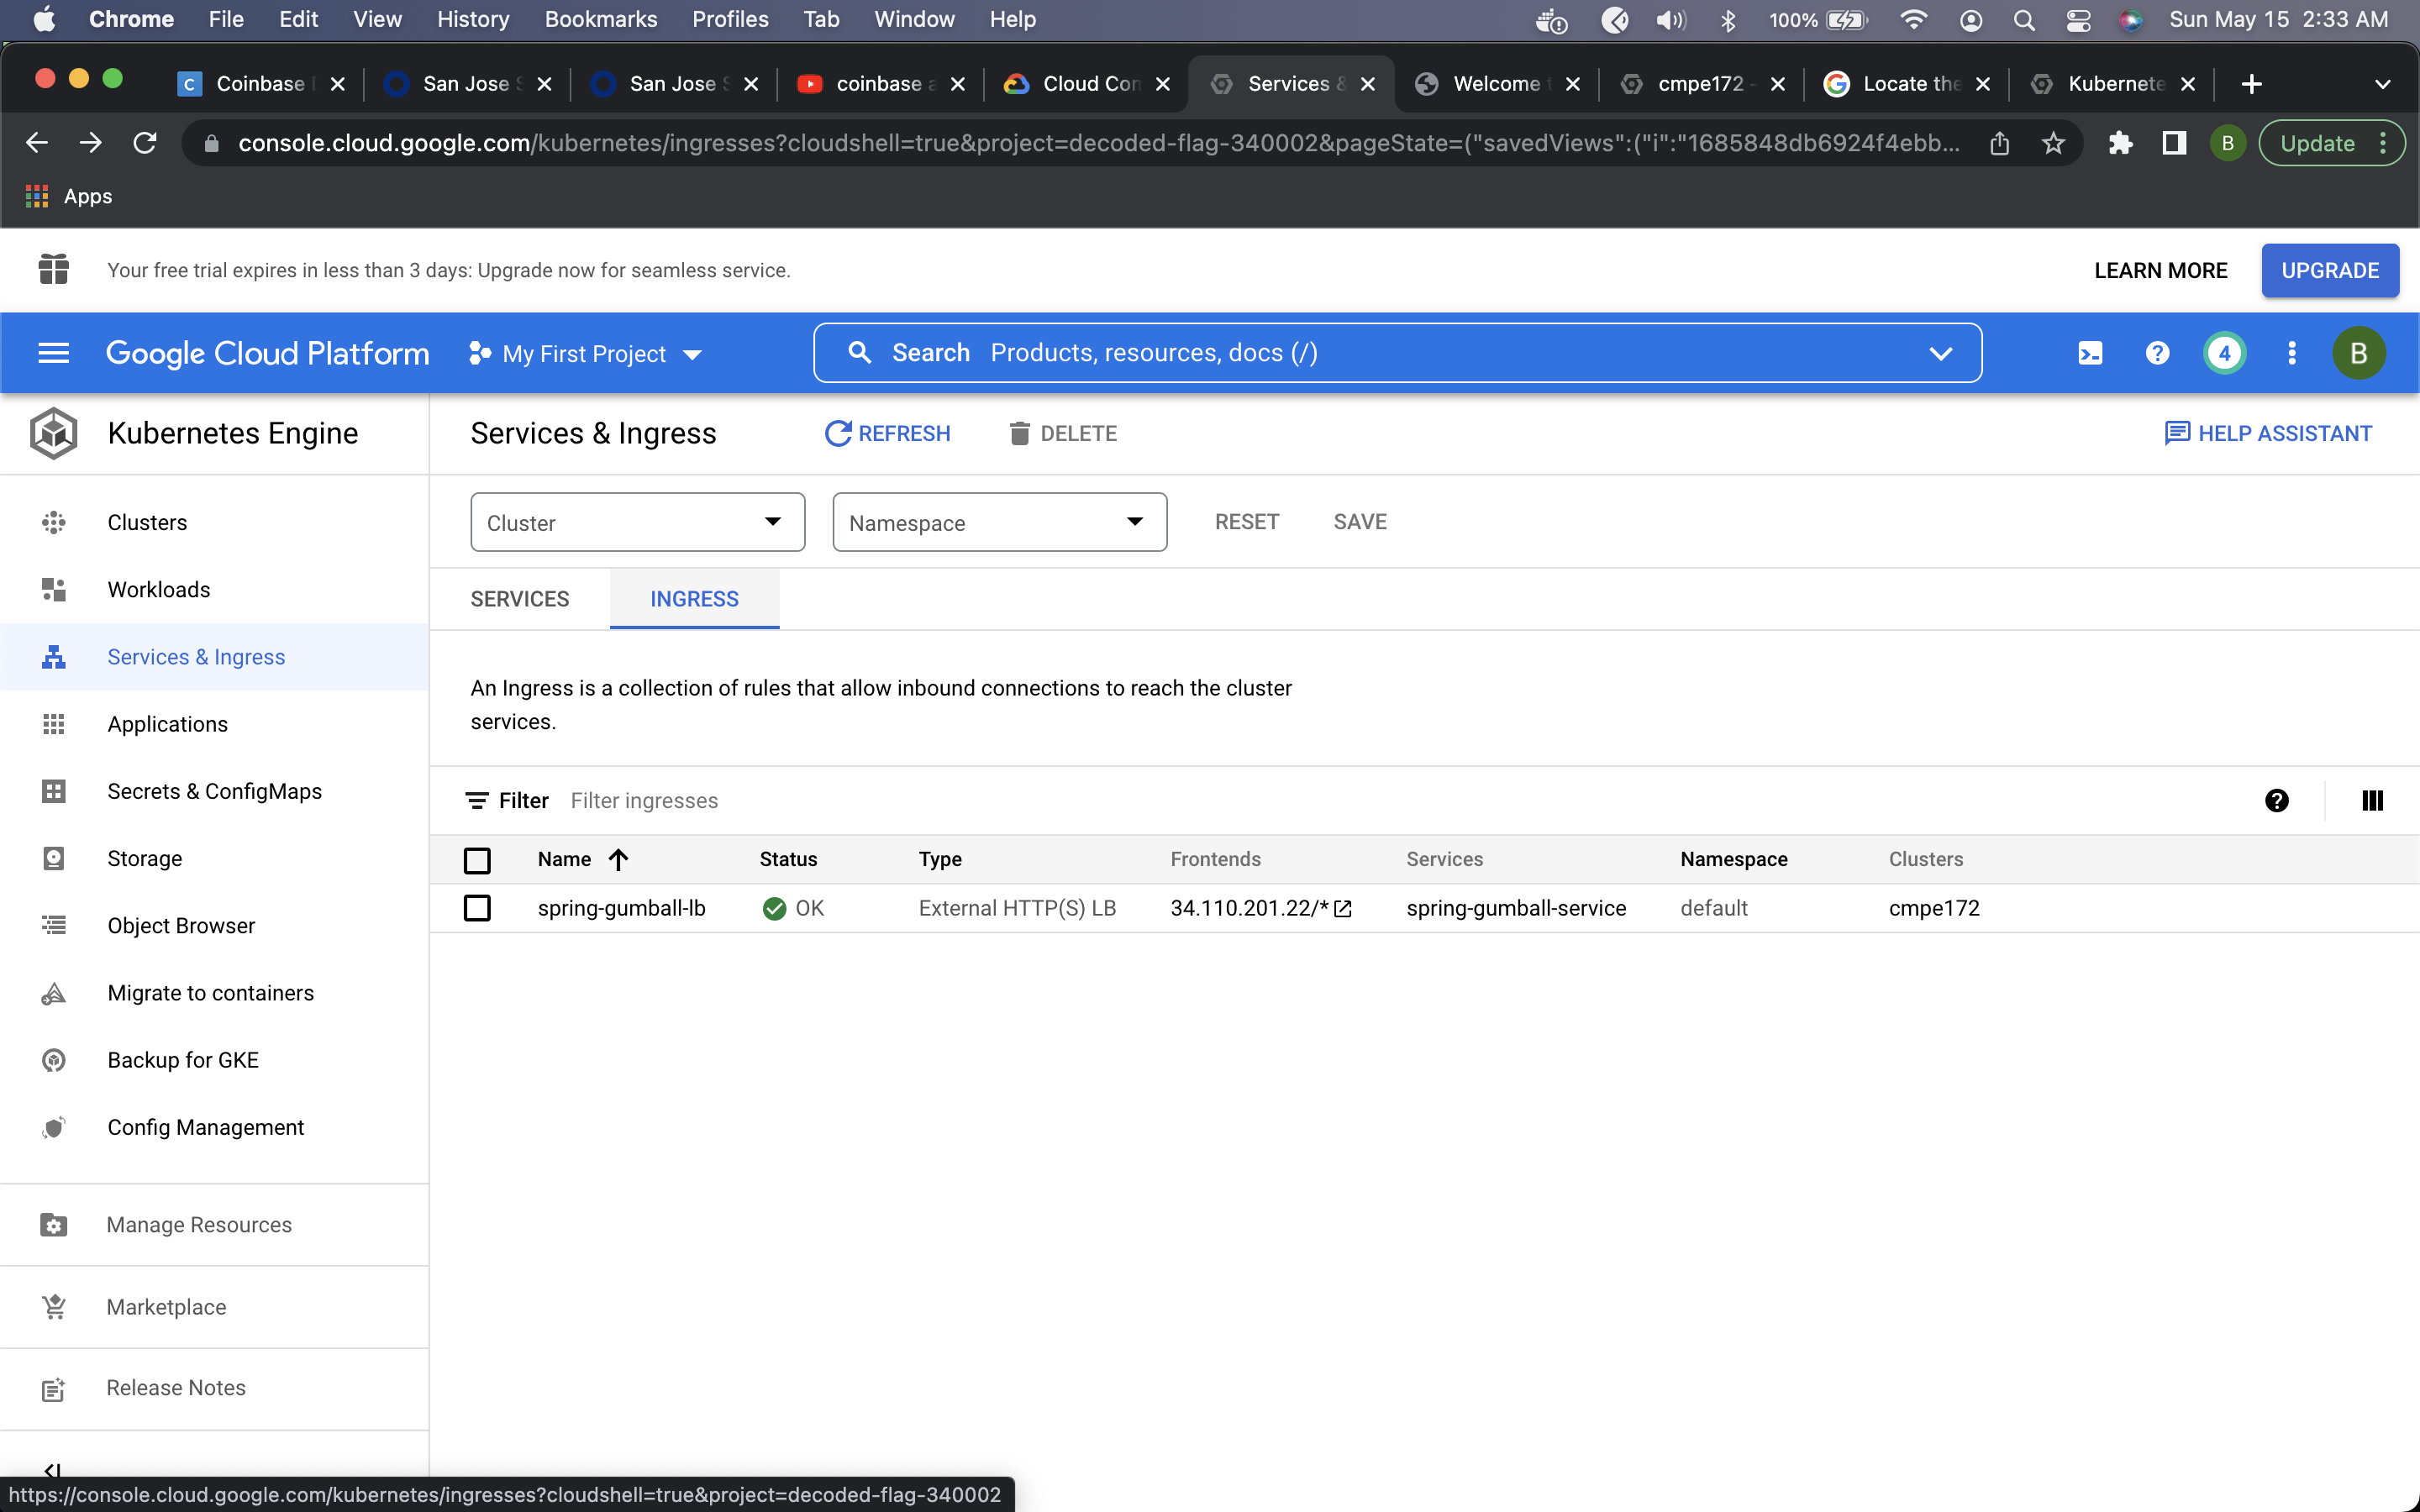 Chrome File Edit View History Bookmarks Profiles Tab Window Help 100% Sun May 15 2:33 AM
Coinbase San Jose S San Jose S coinbase a Cloud Con Services & Welcome cmpe172 - Locate the Kubernete
console.cloud.google.com/kubernetes/ingresses?cloudshell=true&project=decoded-flag-340002&pageState=("savedViews":("i":"1685848db6924f4ebb... B Update
Apps
Your free trial expires in less than 3 days: Upgrade now for seamless service. LEARN MORE UPGRADE
Google Cloud Platform My First Project Search Products, resources, docs (/) 4 B
Kubernetes Engine Services & Ingress REFRESH DELETE HELP ASSISTANT
Clusters
Workloads
Services & Ingress
Applications
Secrets & ConfigMaps
Storage
Object Browser
Migrate to containers
Backup for GKE
Config Management
Manage Resources
Marketplace
Release Notes
Cluster Namespace RESET SAVE
SERVICES INGRESS
An Ingress is a collection of rules that allow inbound connections to reach the cluster
services.
Filter Filter ingresses
Name Status Type Frontends Services Namespace Clusters
spring-gumball-lb OK External HTTP(S) LB 34.110.201.22/* spring-gumball-service default cmpe172
https://console.cloud.google.com/kubernetes/ingresses?cloudshell=true&project=decoded-flag-340002